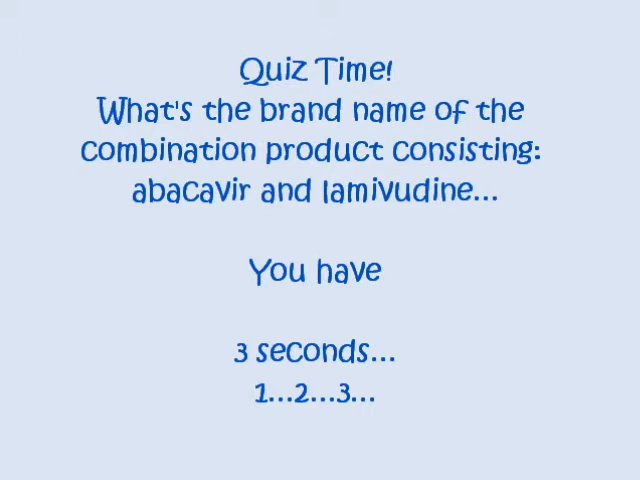 Quiz Time!
What's the brand name of the
combination product consisting:
abacavir and lamivudine...
You have
3 seconds...
1...2...3...